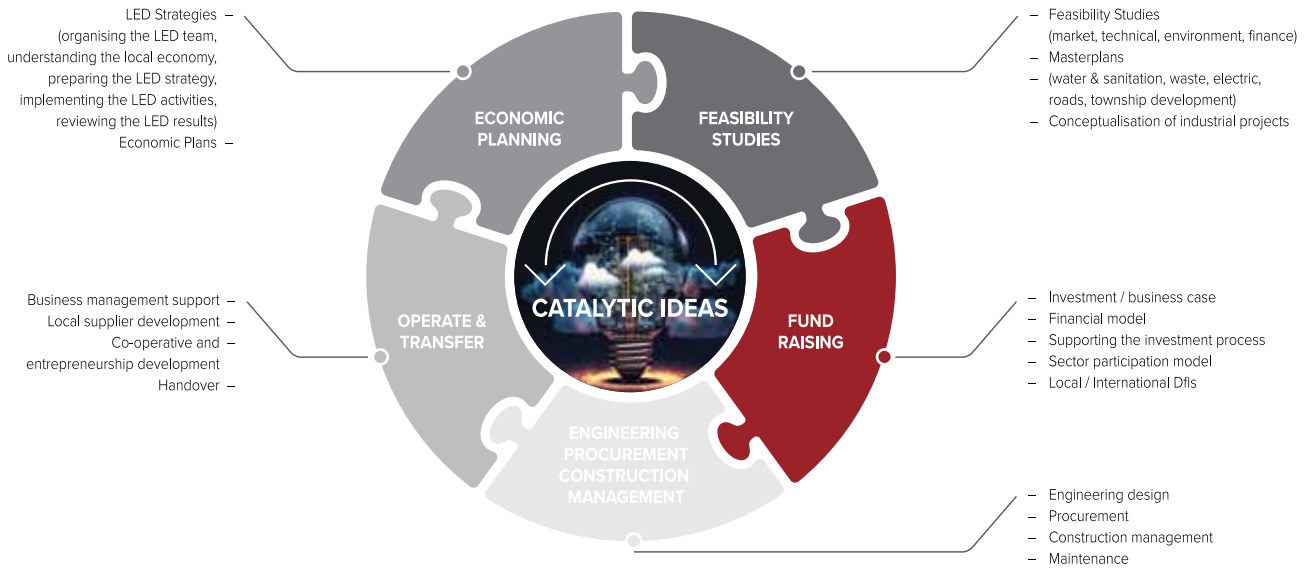 LED Strategies –
(organising the LED team,
understanding the local economy,
preparing the LED strategy,
implementing the LED activities,
reviewing the LED results)
Economic Plans –
ECONOMIC
PLANNING
FEASIBILITY
STUDIES
– Feasibility Studies
(market, technical, environment, finance)
– Masterplans
– (water & sanitation, waste, electric,
roads, township development)
– Conceptualisation of industrial projects
Business management support –
Local supplier development –
Co-operative and –
entrepreneurship development
Handover –
OPERATE &
TRANSFER
CATALYTIC IDEAS
FUND
RAISING
– Investment / business case
– Financial model
– Supporting the investment process
– Sector participation model
– Local / International DfIs
ENGINEERING
PROCUREMENT
CONSTRUCTION
MANAGEMENT
– Engineering design
– Procurement
– Construction management
– Maintenance